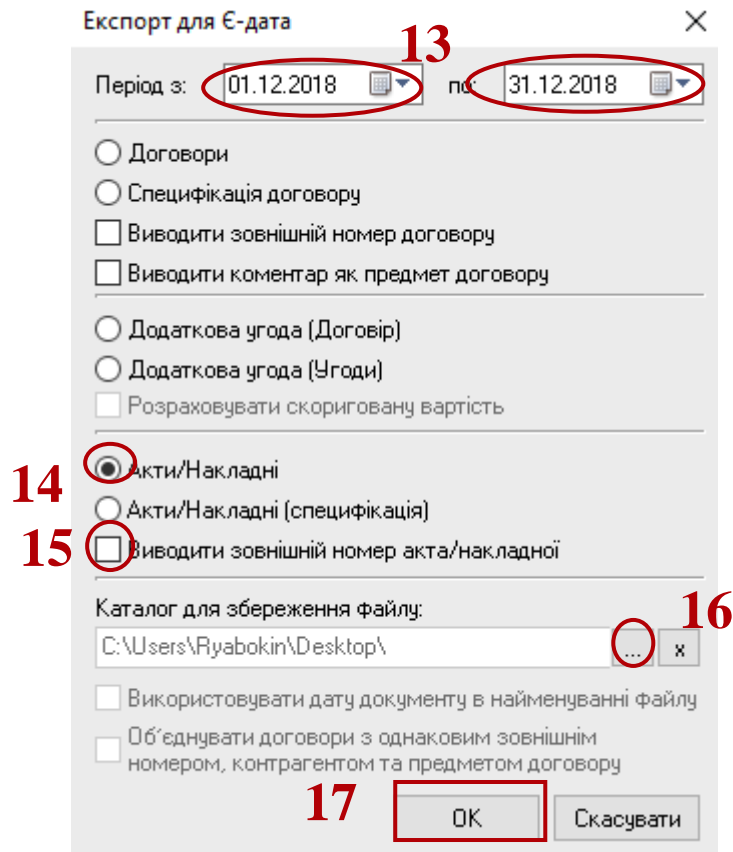 Експорт для Є-дата
13
Період з: 01.12.2018 по: 31.12.2018
Договори
Специфікація договору
Виводити зовнішній номер договору
Виводити коментар як предмет договору
Додаткова угода (Договір)
Додаткова угода (Угоди)
Розраховувати скориговану вартість
14 Акти/Накладні
Акти/Накладні (специфікація)
15 Виводити зовнішній номер акта/накладної
Каталог для збереження файлу:
16
C:\Users\Ryabokin\Desktop\ ... x
Використовувати дату документу в найменуванні файлу
Об'єднувати договори з однаковим зовнішнім
номером, контрагентом та предметом договору
17 OK Скасувати